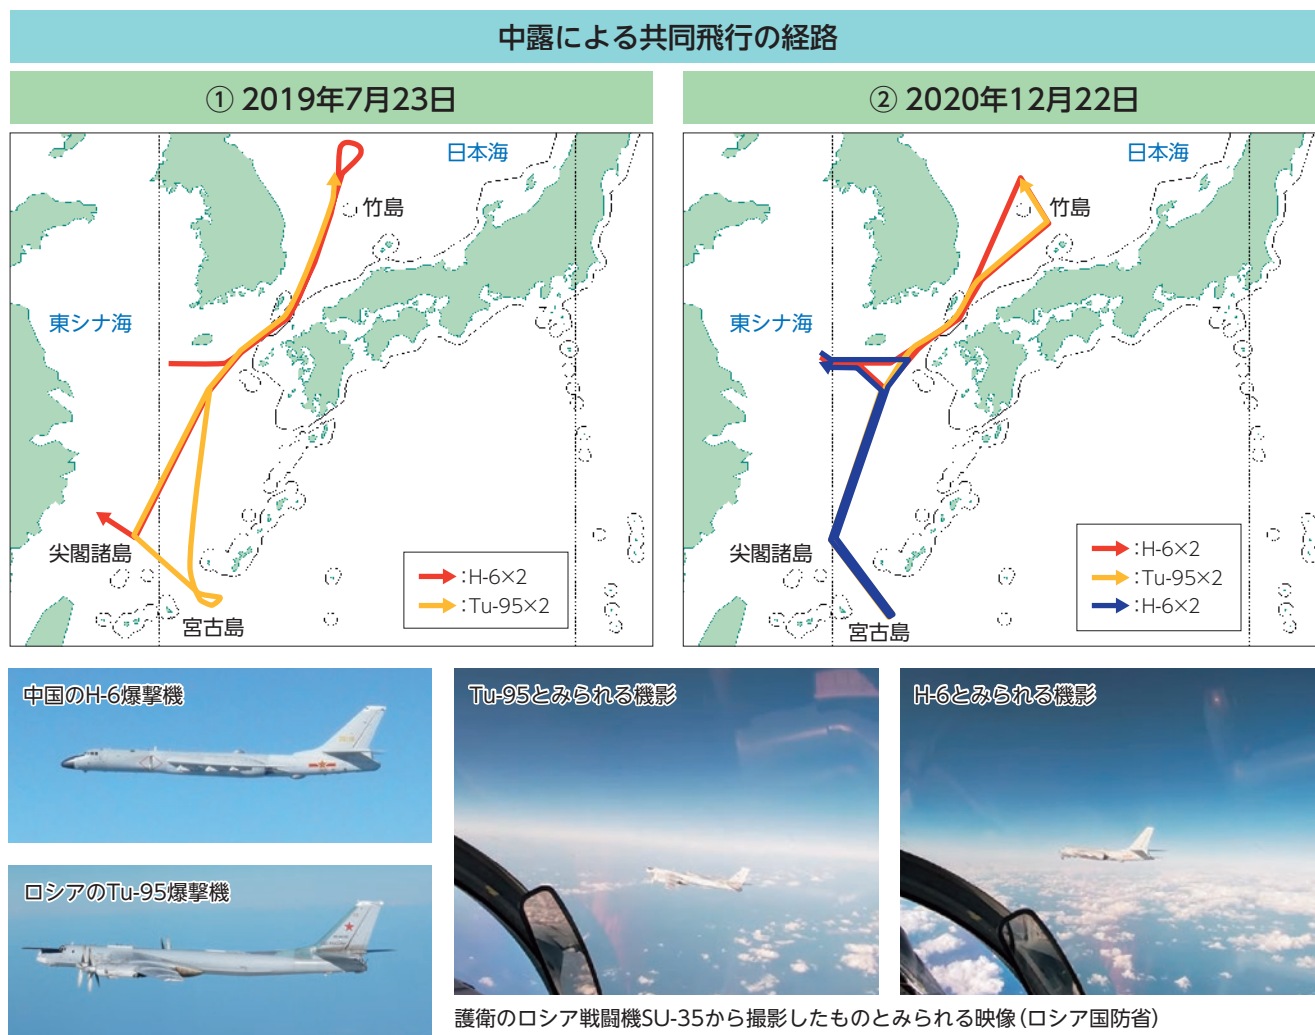 中露による共同飛行の経路
① 2019年7月23日
日本海
竹島
東シナ海
尖閣諸島
宮古島
:H-6×2
:Tu-95×2
② 2020年12月22日
日本海
竹島
東シナ海
尖閣諸島
宮古島
:H-6×2
:Tu-95×2
:H-6×2
中国のH-6爆撃機
ロシアのTu-95爆撃機
Tu-95とみられる機影
H-6とみられる機影
護衛のロシア戦闘機SU-35から撮影したものとみられる映像(ロシア国防省)